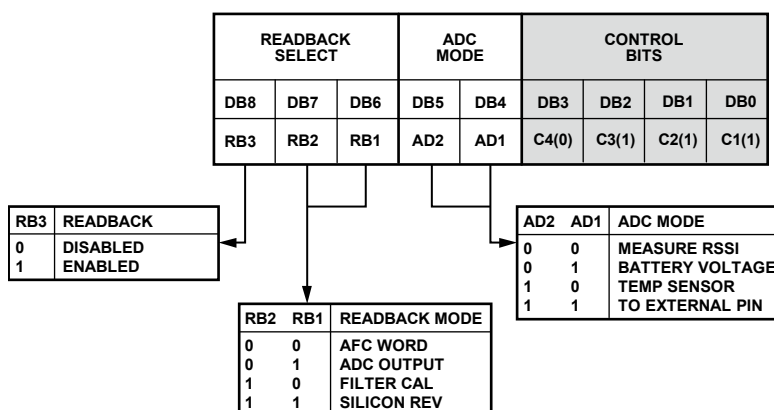 READBACK SELECT ADC MODE CONTROL BITS
DB8 DB7 DB6 DB5 DB4 DB3 DB2 DB1 DB0
RB3 RB2 RB1 AD2 AD1 C4(0) C3(1) C2(1) C1(1)
RB3 READBACK
0 DISABLED
1 ENABLED
AD2 AD1 ADC MODE
0 0 MEASURE RSSI
0 1 BATTERY VOLTAGE
1 0 TEMP SENSOR
1 1 TO EXTERNAL PIN
RB2 RB1 READBACK MODE
0 0 AFC WORD
0 1 ADC OUTPUT
1 0 FILTER CAL
1 1 SILICON REV